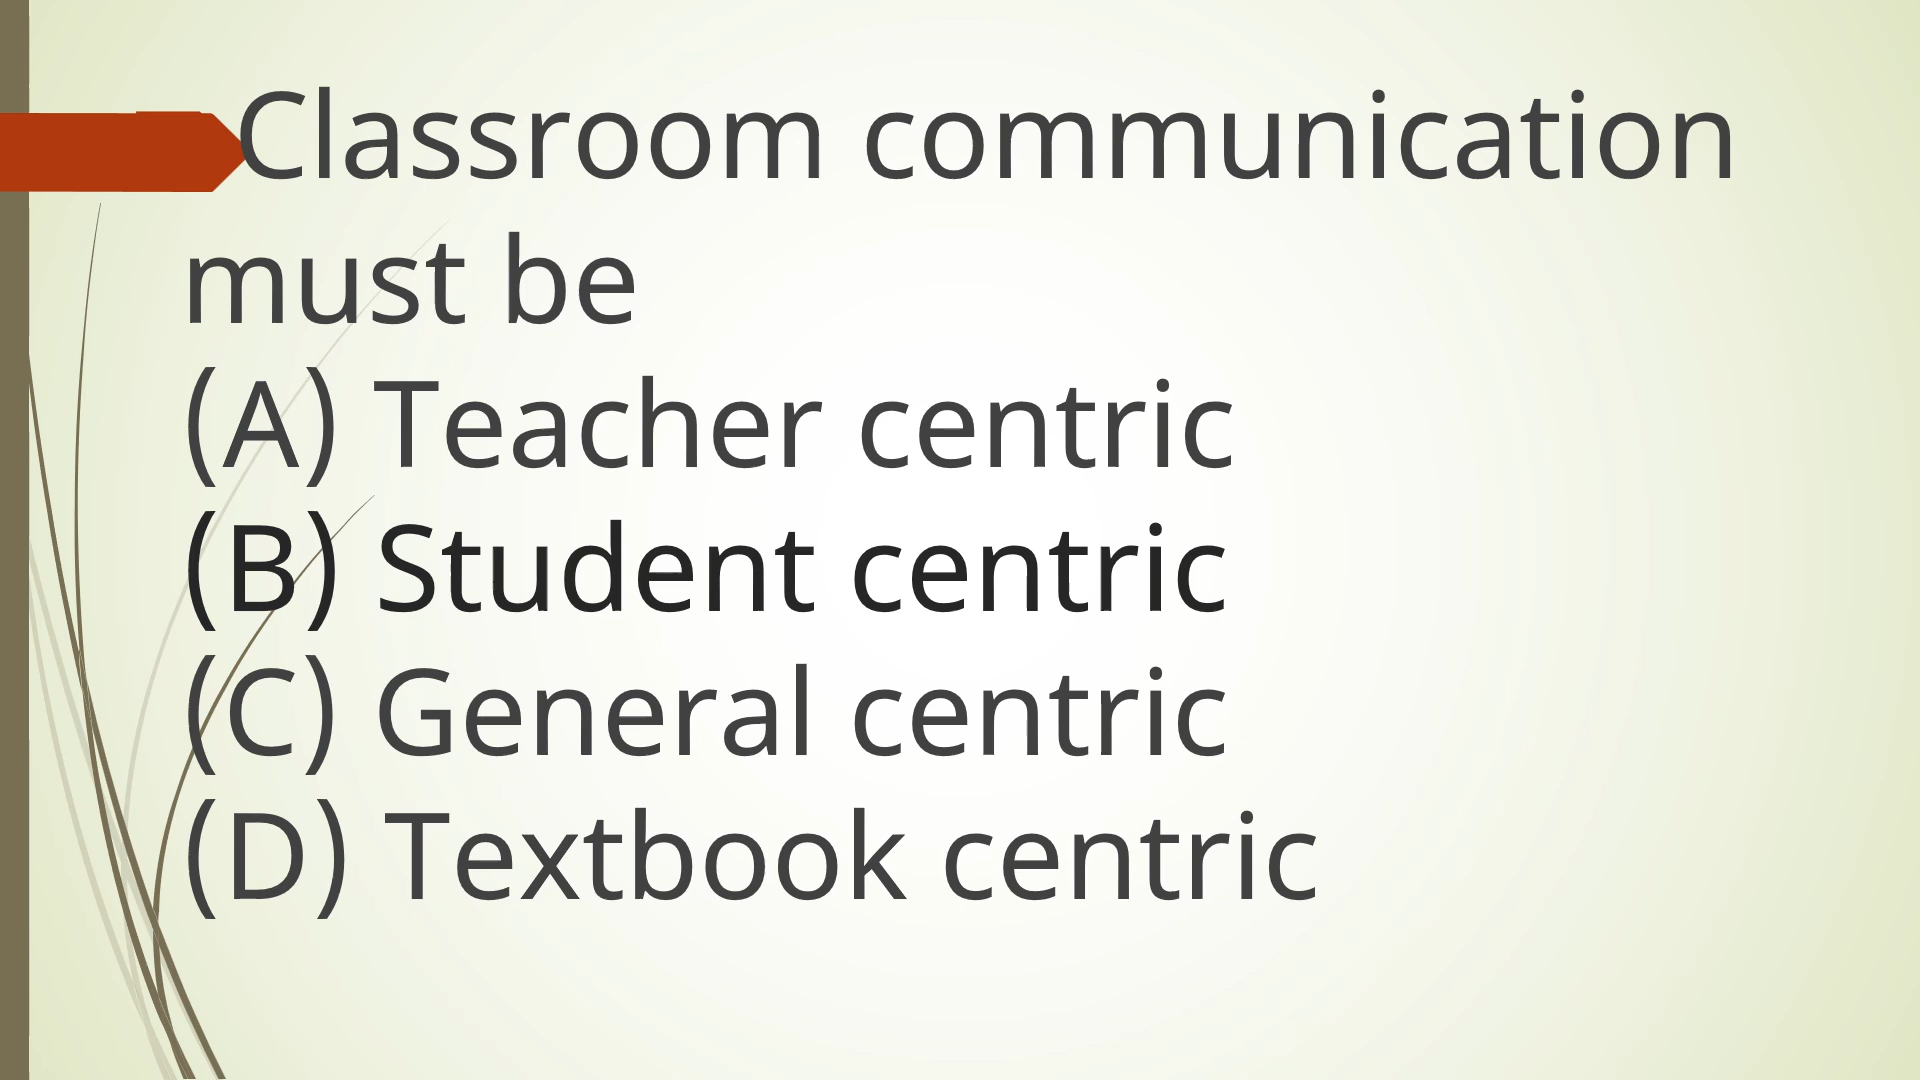 Classroom communication
must be
(A) Teacher centric
(B) Student centric
(C) General centric
(D) Textbook centric